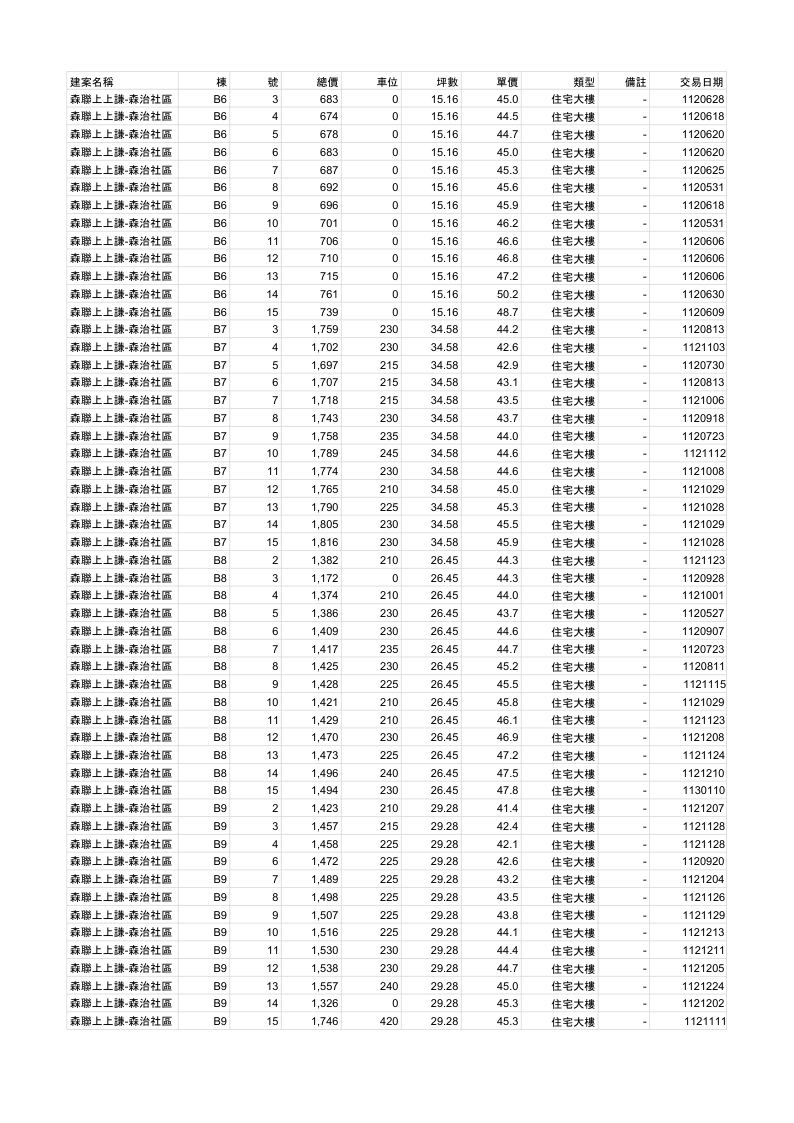 建案名稱 棟 號 總價 車位 坪數 單價 類型 備註 交易日期
森聯上上謙-森治社區 B6 3 683 0 15.16 45.0 住宅大樓 - 1120628
森聯上上謙-森治社區 B6 4 674 0 15.16 44.5 住宅大樓 - 1120618
森聯上上謙-森治社區 B6 5 678 0 15.16 44.7 住宅大樓 - 1120620
森聯上上謙-森治社區 B6 6 683 0 15.16 45.0 住宅大樓 - 1120620
森聯上上謙-森治社區 B6 7 687 0 15.16 45.3 住宅大樓 - 1120625
森聯上上謙-森治社區 B6 8 692 0 15.16 45.6 住宅大樓 - 1120531
森聯上上謙-森治社區 B6 9 696 0 15.16 45.9 住宅大樓 - 1120618
森聯上上謙-森治社區 B6 10 701 0 15.16 46.2 住宅大樓 - 1120531
森聯上上謙-森治社區 B6 11 706 0 15.16 46.6 住宅大樓 - 1120606
森聯上上謙-森治社區 B6 12 710 0 15.16 46.8 住宅大樓 - 1120606
森聯上上謙-森治社區 B6 13 715 0 15.16 47.2 住宅大樓 - 1120606
森聯上上謙-森治社區 B6 14 761 0 15.16 50.2 住宅大樓 - 1120630
森聯上上謙-森治社區 B6 15 739 0 15.16 48.7 住宅大樓 - 1120609
森聯上上謙-森治社區 B7 3 1,759 230 34.58 44.2 住宅大樓 - 1120813
森聯上上謙-森治社區 B7 4 1,702 230 34.58 42.6 住宅大樓 - 1121103
森聯上上謙-森治社區 B7 5 1,697 215 34.58 42.9 住宅大樓 - 1120730
森聯上上謙-森治社區 B7 6 1,707 215 34.58 43.1 住宅大樓 - 1120813
森聯上上謙-森治社區 B7 7 1,718 215 34.58 43.5 住宅大樓 - 1121006
森聯上上謙-森治社區 B7 8 1,743 230 34.58 43.7 住宅大樓 - 1120918
森聯上上謙-森治社區 B7 9 1,758 235 34.58 44.0 住宅大樓 - 1120723
森聯上上謙-森治社區 B7 10 1,789 245 34.58 44.6 住宅大樓 - 1121112
森聯上上謙-森治社區 B7 11 1,774 230 34.58 44.6 住宅大樓 - 1121008
森聯上上謙-森治社區 B7 12 1,765 210 34.58 45.0 住宅大樓 - 1121029
森聯上上謙-森治社區 B7 13 1,790 225 34.58 45.3 住宅大樓 - 1121028
森聯上上謙-森治社區 B7 14 1,805 230 34.58 45.5 住宅大樓 - 1121029
森聯上上謙-森治社區 B7 15 1,816 230 34.58 45.9 住宅大樓 - 1121028
森聯上上謙-森治社區 B8 2 1,382 210 26.45 44.3 住宅大樓 - 1121123
森聯上上謙-森治社區 B8 3 1,172 0 26.45 44.3 住宅大樓 - 1120928
森聯上上謙-森治社區 B8 4 1,374 210 26.45 44.0 住宅大樓 - 1121001
森聯上上謙-森治社區 B8 5 1,386 230 26.45 43.7 住宅大樓 - 1120527
森聯上上謙-森治社區 B8 6 1,409 230 26.45 44.6 住宅大樓 - 1120907
森聯上上謙-森治社區 B8 7 1,417 235 26.45 44.7 住宅大樓 - 1120723
森聯上上謙-森治社區 B8 8 1,425 230 26.45 45.2 住宅大樓 - 1120811
森聯上上謙-森治社區 B8 9 1,428 225 26.45 45.5 住宅大樓 - 1121115
森聯上上謙-森治社區 B8 10 1,421 210 26.45 45.8 住宅大樓 - 1121029
森聯上上謙-森治社區 B8 11 1,429 210 26.45 46.1 住宅大樓 - 1121123
森聯上上謙-森治社區 B8 12 1,470 230 26.45 46.9 住宅大樓 - 1121208
森聯上上謙-森治社區 B8 13 1,473 225 26.45 47.2 住宅大樓 - 1121124
森聯上上謙-森治社區 B8 14 1,496 240 26.45 47.5 住宅大樓 - 1121210
森聯上上謙-森治社區 B8 15 1,494 230 26.45 47.8 住宅大樓 - 1130110
森聯上上謙-森治社區 B9 2 1,423 210 29.28 41.4 住宅大樓 - 1121207
森聯上上謙-森治社區 B9 3 1,457 215 29.28 42.4 住宅大樓 - 1121128
森聯上上謙-森治社區 B9 4 1,458 225 29.28 42.1 住宅大樓 - 1121128
森聯上上謙-森治社區 B9 6 1,472 225 29.28 42.6 住宅大樓 - 1120920
森聯上上謙-森治社區 B9 7 1,489 225 29.28 43.2 住宅大樓 - 1121204
森聯上上謙-森治社區 B9 8 1,498 225 29.28 43.5 住宅大樓 - 1121126
森聯上上謙-森治社區 B9 9 1,507 225 29.28 43.8 住宅大樓 - 1121129
森聯上上謙-森治社區 B9 10 1,516 225 29.28 44.1 住宅大樓 - 1121213
森聯上上謙-森治社區 B9 11 1,530 230 29.28 44.4 住宅大樓 - 1121211
森聯上上謙-森治社區 B9 12 1,538 230 29.28 44.7 住宅大樓 - 1121205
森聯上上謙-森治社區 B9 13 1,557 240 29.28 45.0 住宅大樓 - 1121224
森聯上上謙-森治社區 B9 14 1,326 0 29.28 45.3 住宅大樓 - 1121202
森聯上上謙-森治社區 B9 15 1,746 420 29.28 45.3 住宅大樓 - 1121111